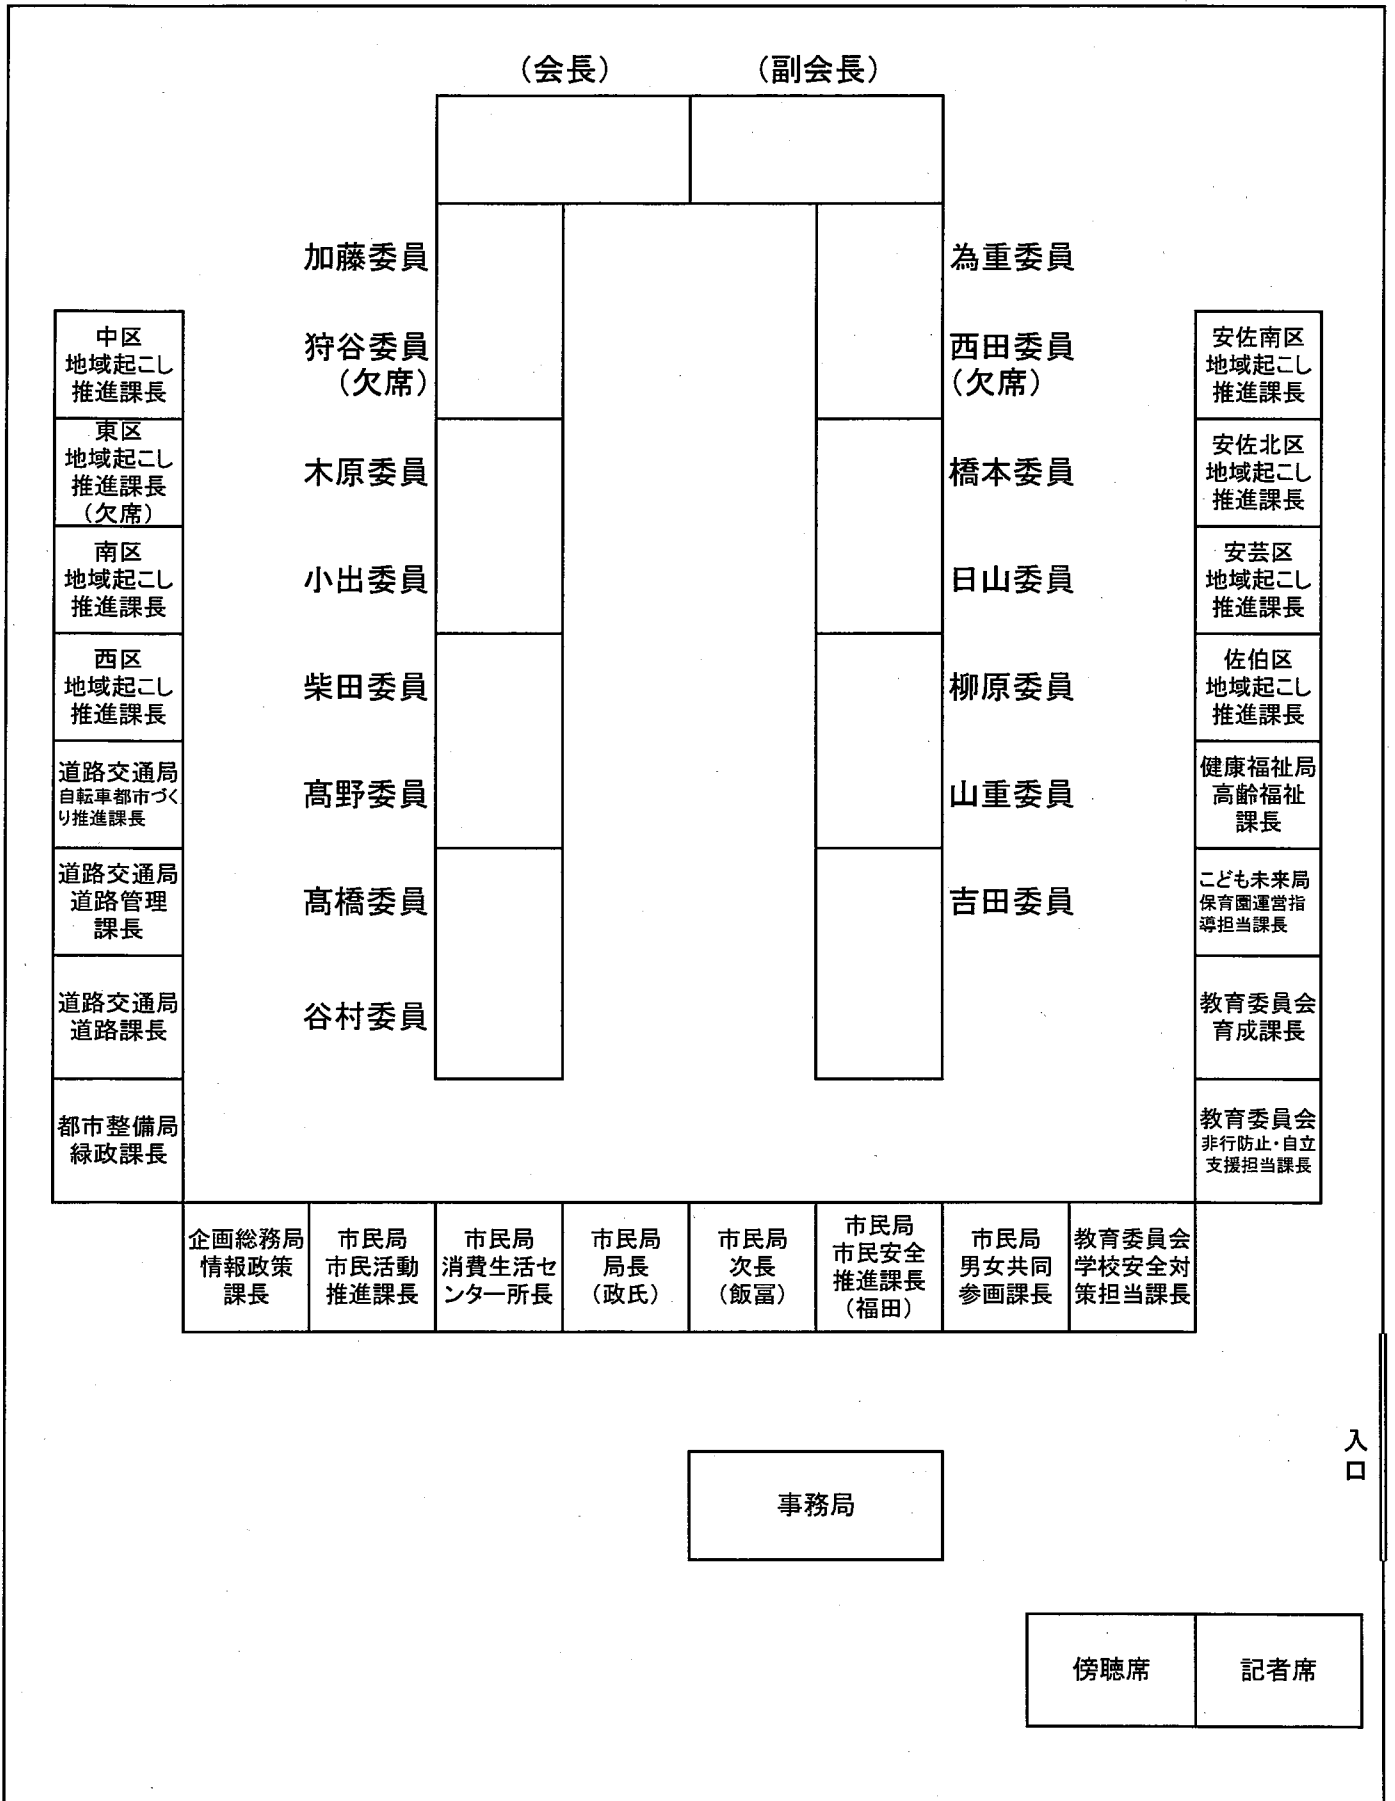 （会長）
（副会長）
加藤委員
狩谷委員
（欠席）
木原委員
小出委員
柴田委員
髙野委員
髙橋委員
谷村委員
為重委員
西田委員
（欠席）
橋本委員
日山委員
柳原委員
山重委員
吉田委員
中区
地域起こし
推進課長
東区
地域起こし
推進課長
（欠席）
南区
地域起こし
推進課長
西区
地域起こし
推進課長
道路交通局
自転車都市づく
り推進課長
道路交通局
道路管理
課長
道路交通局
道路課長
都市整備局
緑政課長
安佐南区
地域起こし
推進課長
安佐北区
地域起こし
推進課長
安芸区
地域起こし
推進課長
佐伯区
地域起こし
推進課長
健康福祉局
高齢福祉
課長
こども未来局
保育園運営指
導担当課長
教育委員会
育成課長
教育委員会
非行防止・自立
支援担当課長
企画総務局
情報政策
課長
市民局
市民活動
推進課長
市民局
消費生活セ
ンター所長
市民局
局長
（政氏）
市民局
次長
（飯冨）
市民局
市民安全
推進課長
（福田）
市民局
男女共同
参画課長
教育委員会
学校安全対
策担当課長
入口
事務局
傍聴席
記者席